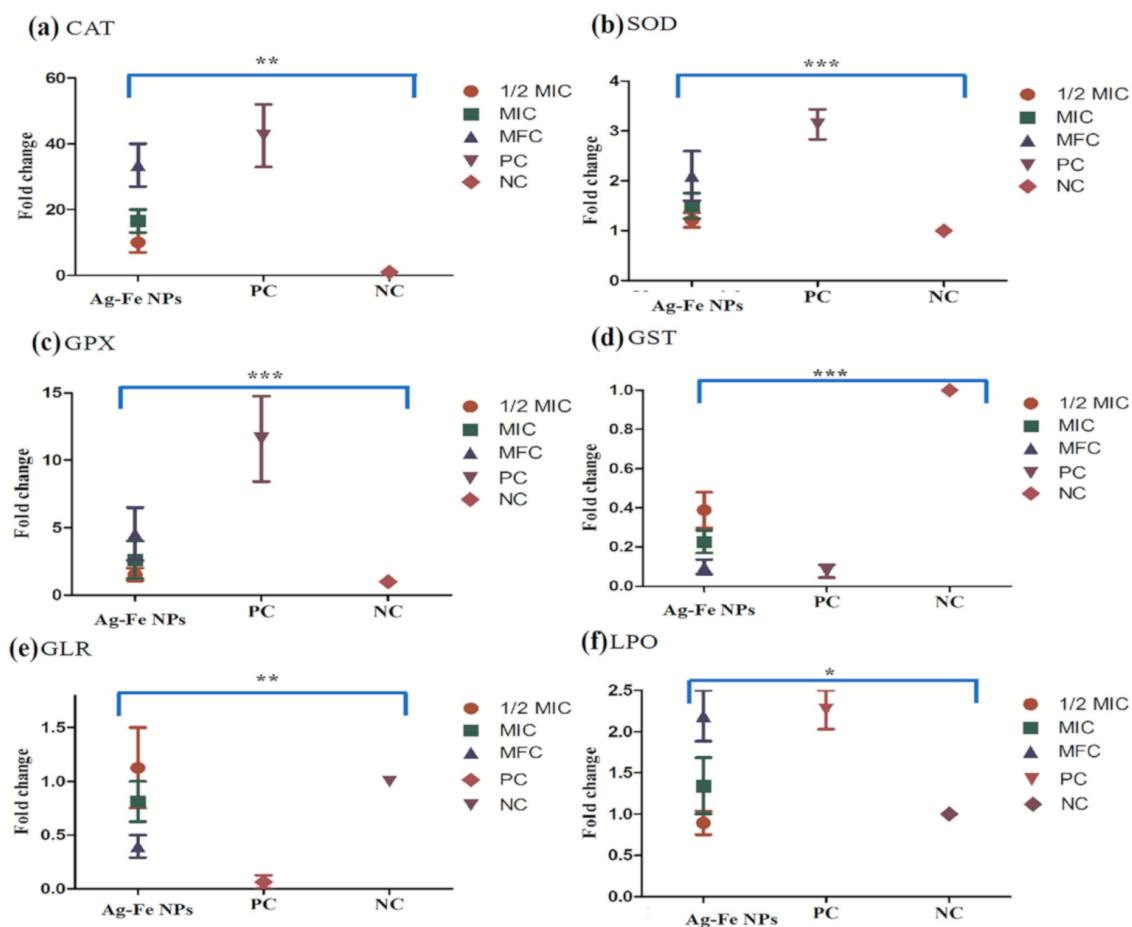 (a) CAT
**
Fold change
60
40
20
0
Ag-Fe NPs PC NC
1/2 MIC
MIC
MFC
PC
NC
(b) SOD
***
Fold change
4
3
2
1
0
Ag-Fe NPs PC NC
1/2 MIC
MIC
MFC
PC
NC
(c) GPX
***
Fold change
15
10
5
0
Ag-Fe NPs PC NC
1/2 MIC
MIC
MFC
PC
NC
(d) GST
***
Fold change
1.0
0.8
0.6
0.4
0.2
0.0
Ag-Fe NPs PC NC
1/2 MIC
MIC
MFC
PC
NC
(e) GLR
**
Fold change
1.5
1.0
0.5
0.0
Ag-Fe NPs PC NC
1/2 MIC
MIC
MFC
PC
NC
(f) LPO
*
Fold change
2.5
2.0
1.5
1.0
0.5
0.0
Ag-Fe NPs PC NC
1/2 MIC
MIC
MFC
PC
NC